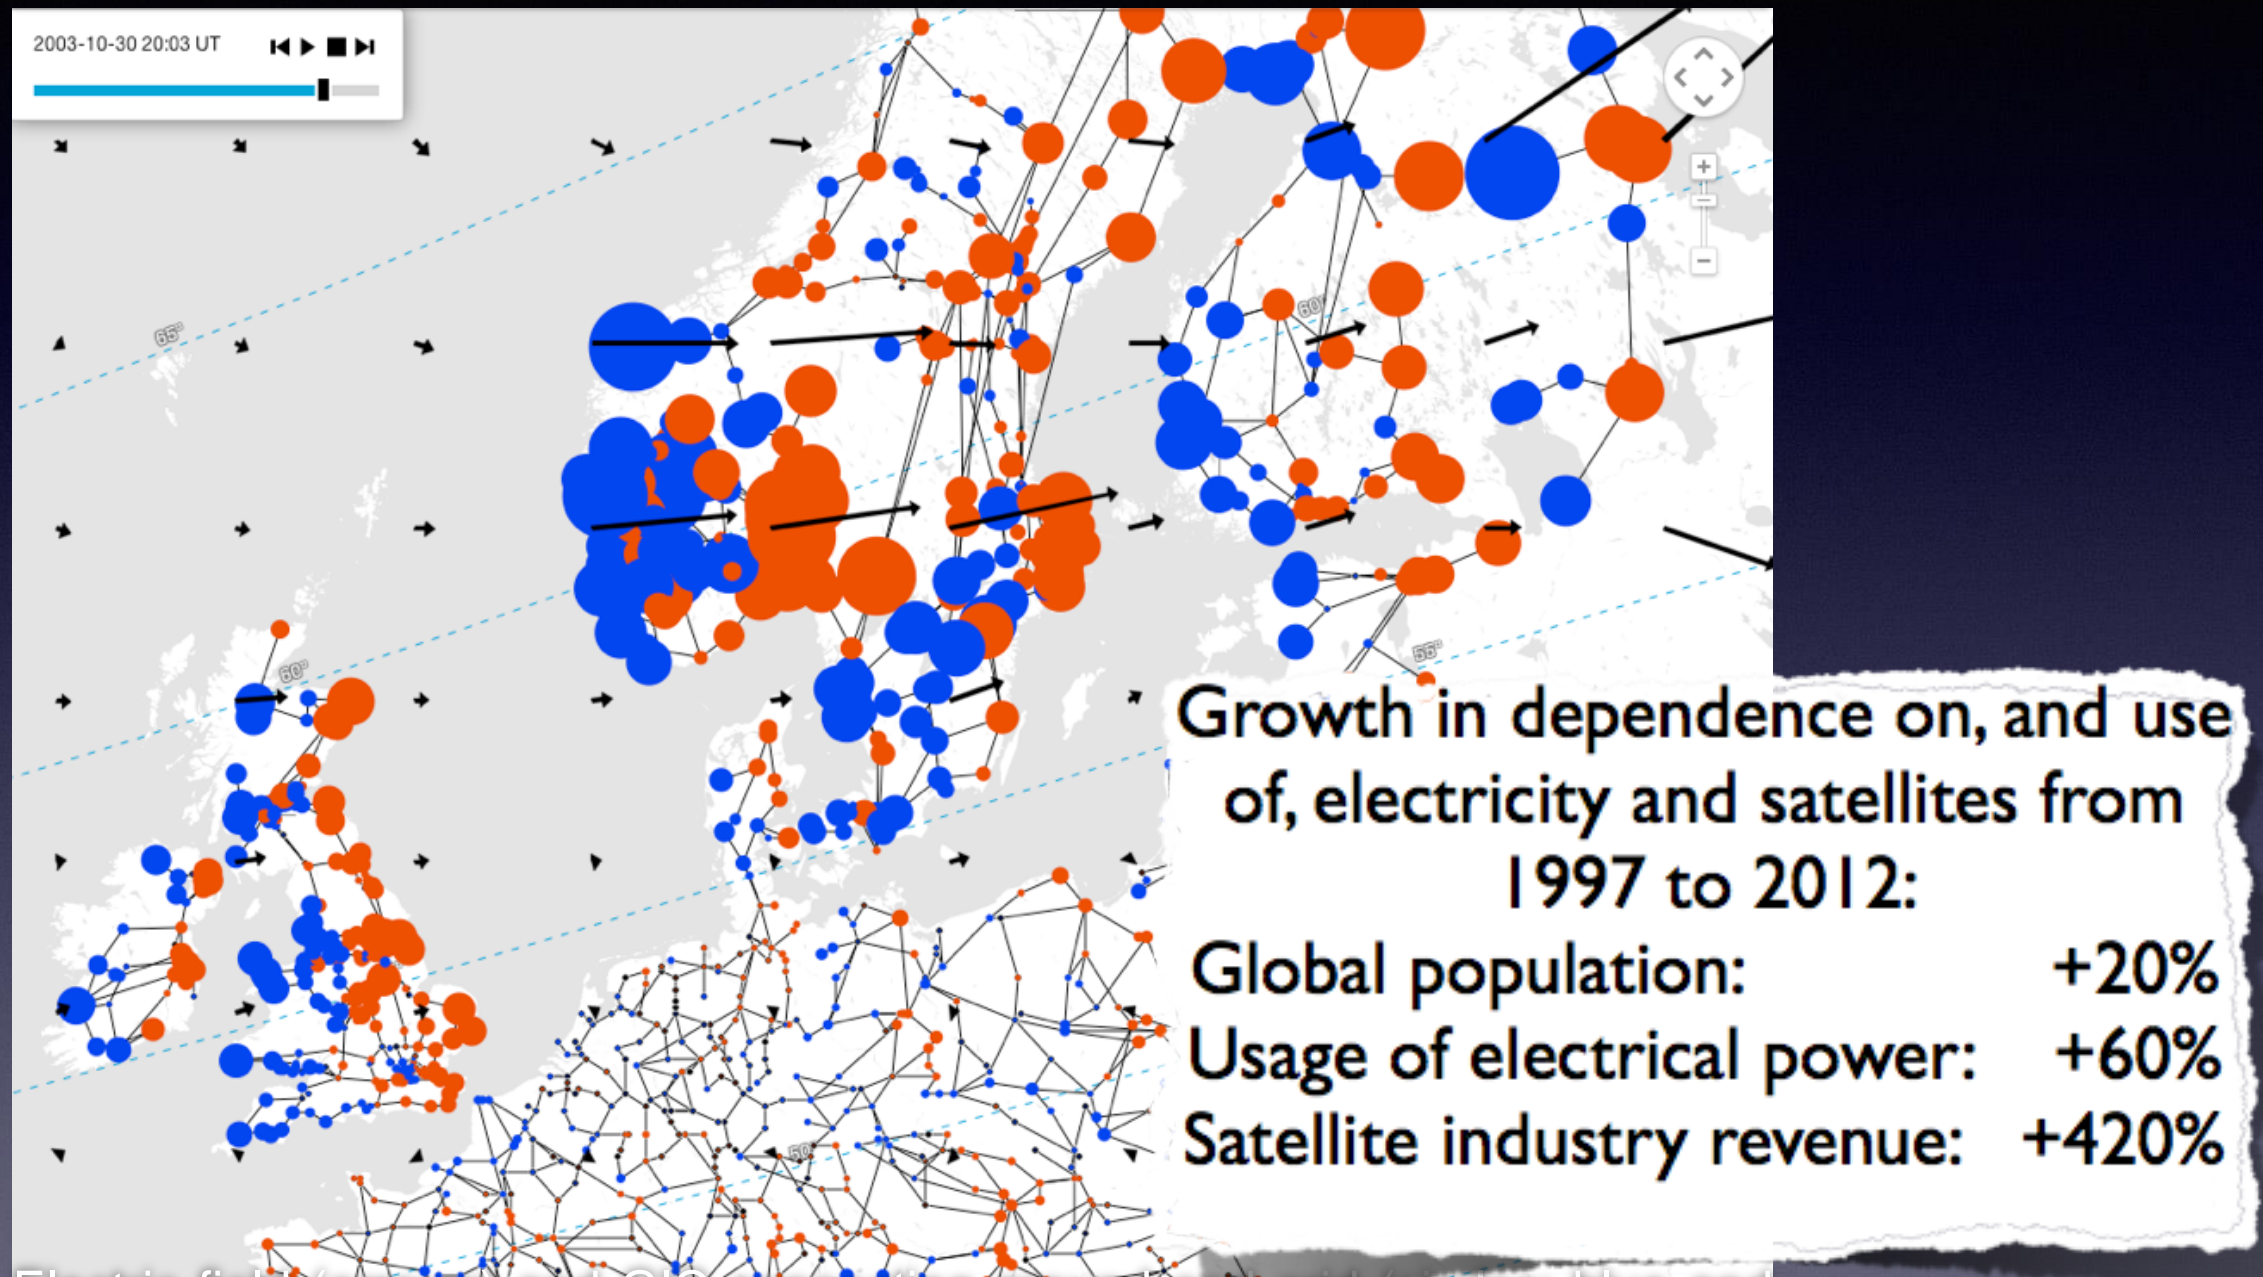 2003-10-30 20:03 UT
65°
60°
60°
55°
50°
Growth in dependence on, and use
of, electricity and satellites from
1997 to 2012:
Global population: +20%
Usage of electrical power: +60%
Satellite industry revenue: +420%